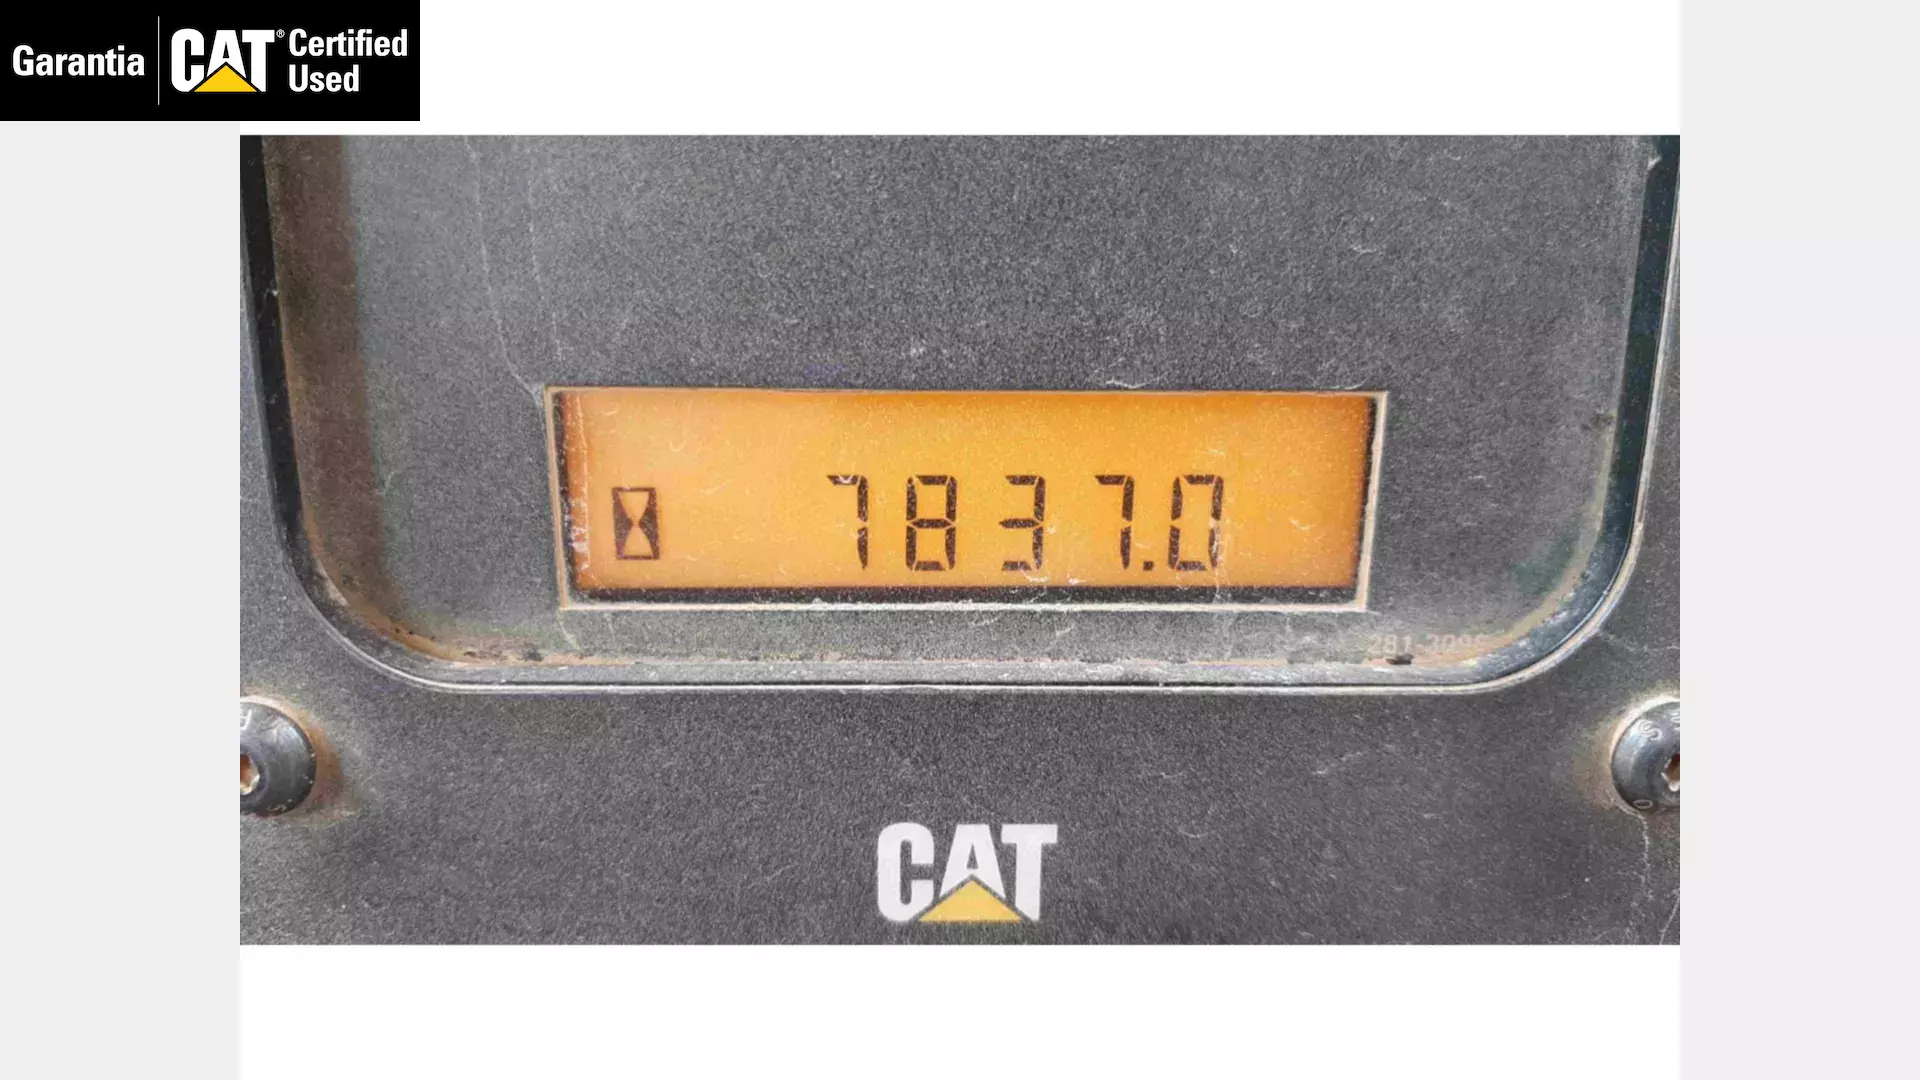 Garantia
CAT® Certified
Used
7837.0
CAT